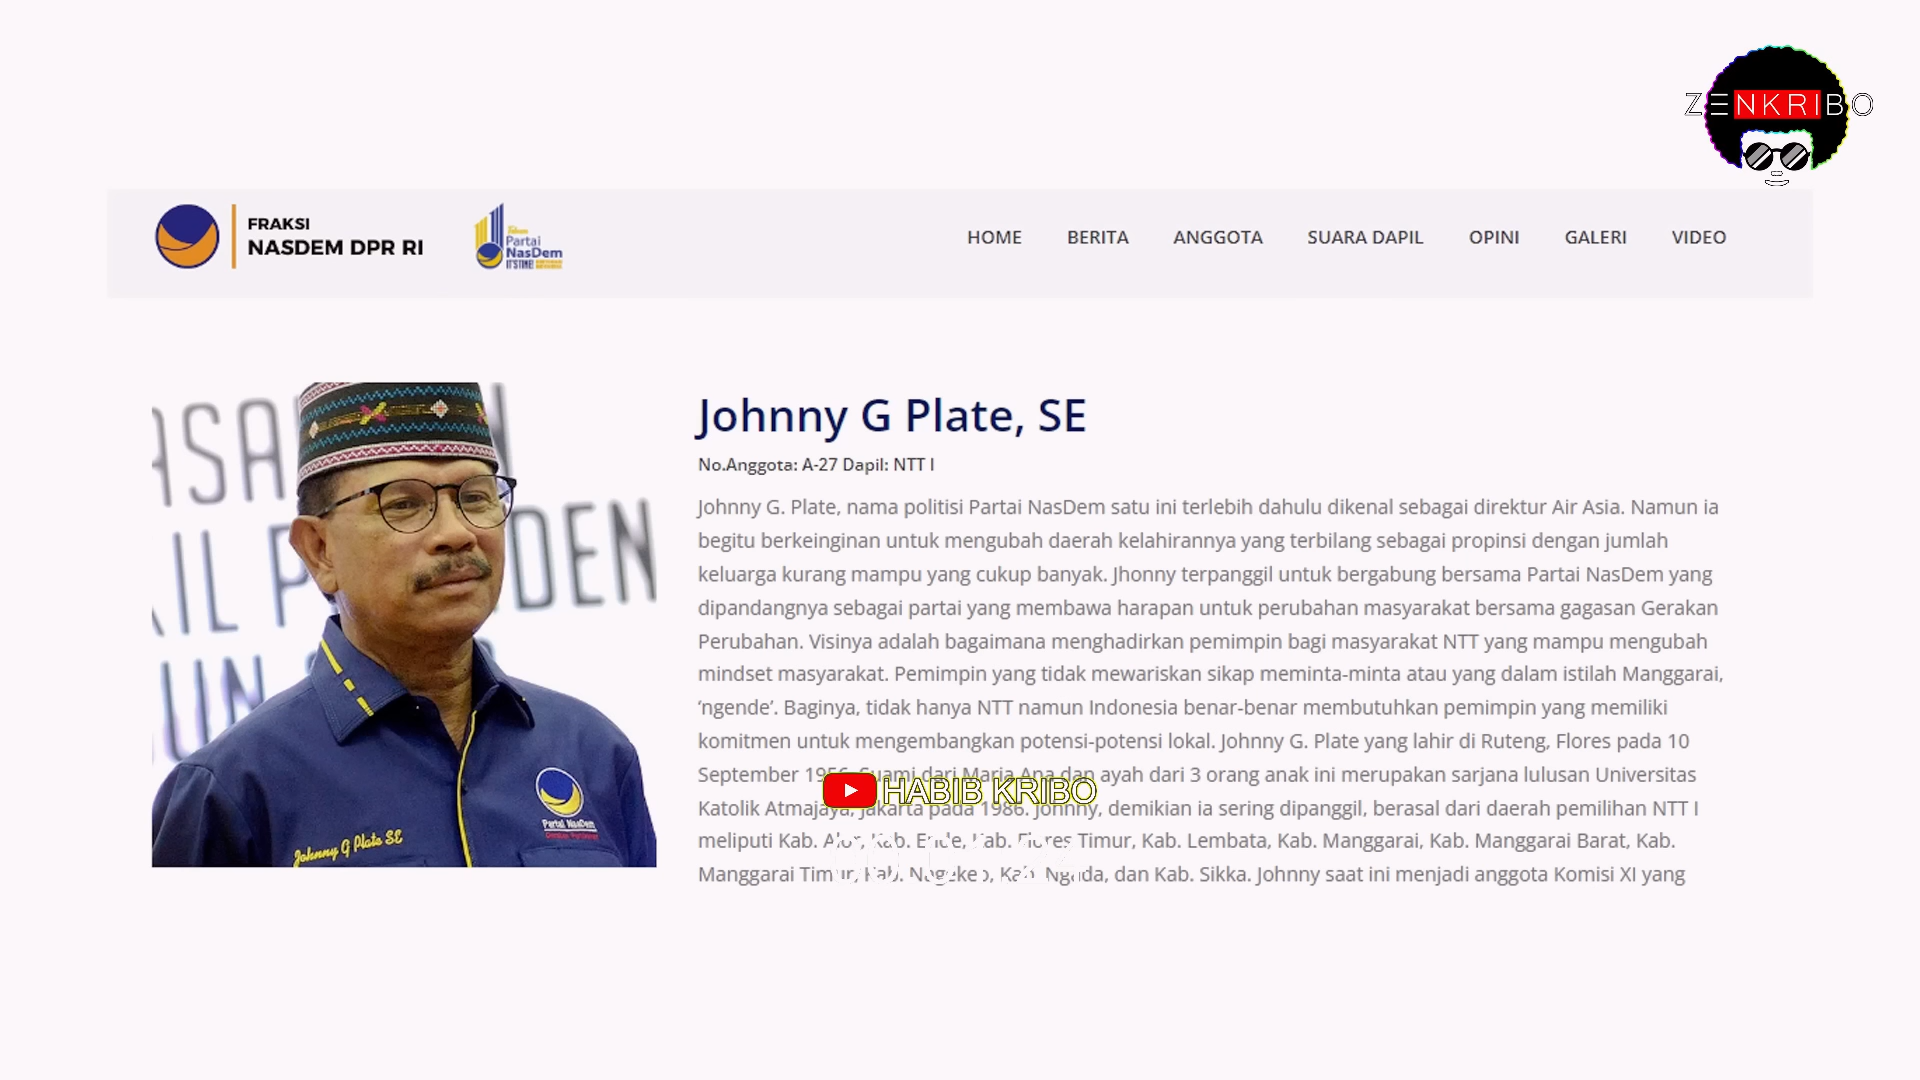 ZENKRIBO
FRAKSI
NASDEM DPR RI
Partai
NasDem
IT'S TIME!
HOME BERITA ANGGOTA SUARA DAPIL OPINI GALERI VIDEO
Johnny G Plate, SE
No.Anggota: A-27 Dapil: NTT I
Johnny G. Plate, nama politisi Partai NasDem satu ini terlebih dahulu dikenal sebagai direktur Air Asia. Namun ia
begitu berkeinginan untuk mengubah daerah kelahirannya yang terbilang sebagai propinsi dengan jumlah
keluarga kurang mampu yang cukup banyak. Jhonny terpanggil untuk bergabung bersama Partai NasDem yang
dipandangnya sebagai partai yang membawa harapan untuk perubahan masyarakat bersama gagasan Gerakan
Perubahan. Visinya adalah bagaimana menghadirkan pemimpin bagi masyarakat NTT yang mampu mengubah
mindset masyarakat. Pemimpin yang tidak mewariskan sikap meminta-minta atau yang dalam istilah Manggarai,
‘ngende’. Baginya, tidak hanya NTT namun Indonesia benar-benar membutuhkan pemimpin yang memiliki
komitmen untuk mengembangkan potensi-potensi lokal. Johnny G. Plate yang lahir di Ruteng, Flores pada 10
September 1956. Suami dari Maria Ana dan ayah dari 3 orang anak ini merupakan sarjana lulusan Universitas
HABIB KRIBO
Katolik Atmajaya, Jakarta pada 1986. Johnny, demikian ia sering dipanggil, berasal dari daerah pemilihan NTT I
meliputi Kab. Alor, Kab. Ende, Kab. Flores Timur, Kab. Lembata, Kab. Manggarai, Kab. Manggarai Barat, Kab.
Manggarai Timur, Kab. Nagekeo, Kab. Ngada, dan Kab. Sikka. Johnny saat ini menjadi anggota Komisi XI yang
ASA
IL P
DEN
UN
Partai NasDem
Johnny G Plate SE